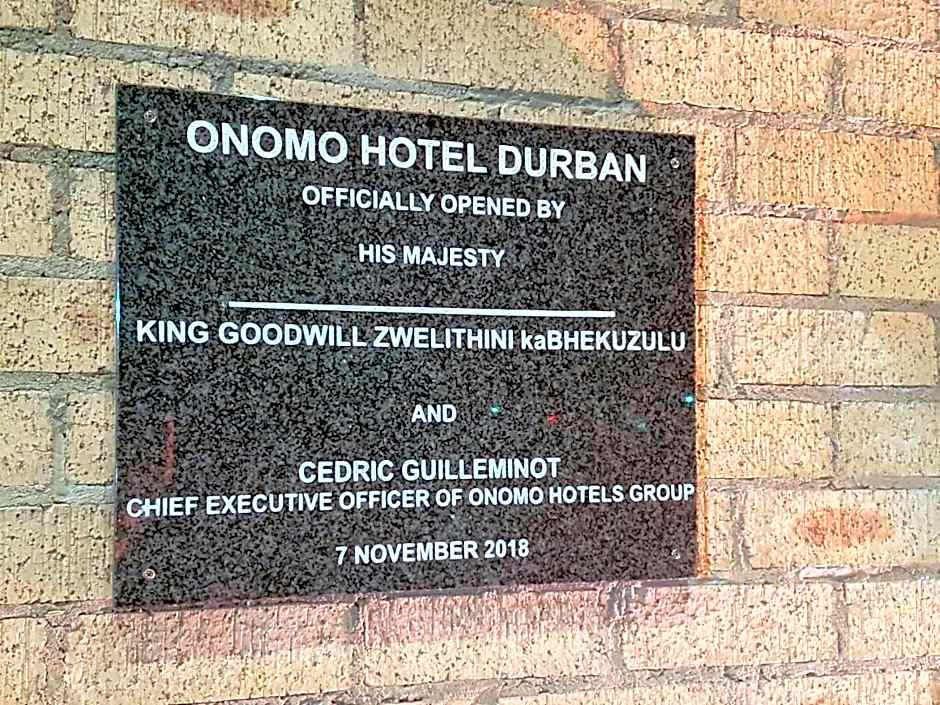 ONOMO HOTEL DURBAN
OFFICIALLY OPENED BY
HIS MAJESTY
KING GOODWILL ZWELITHINI kaBHEKUZULU
AND
CEDRIC GUILLEMINOT
CHIEF EXECUTIVE OFFICER OF ONOMO HOTELS GROUP
7 NOVEMBER 2018